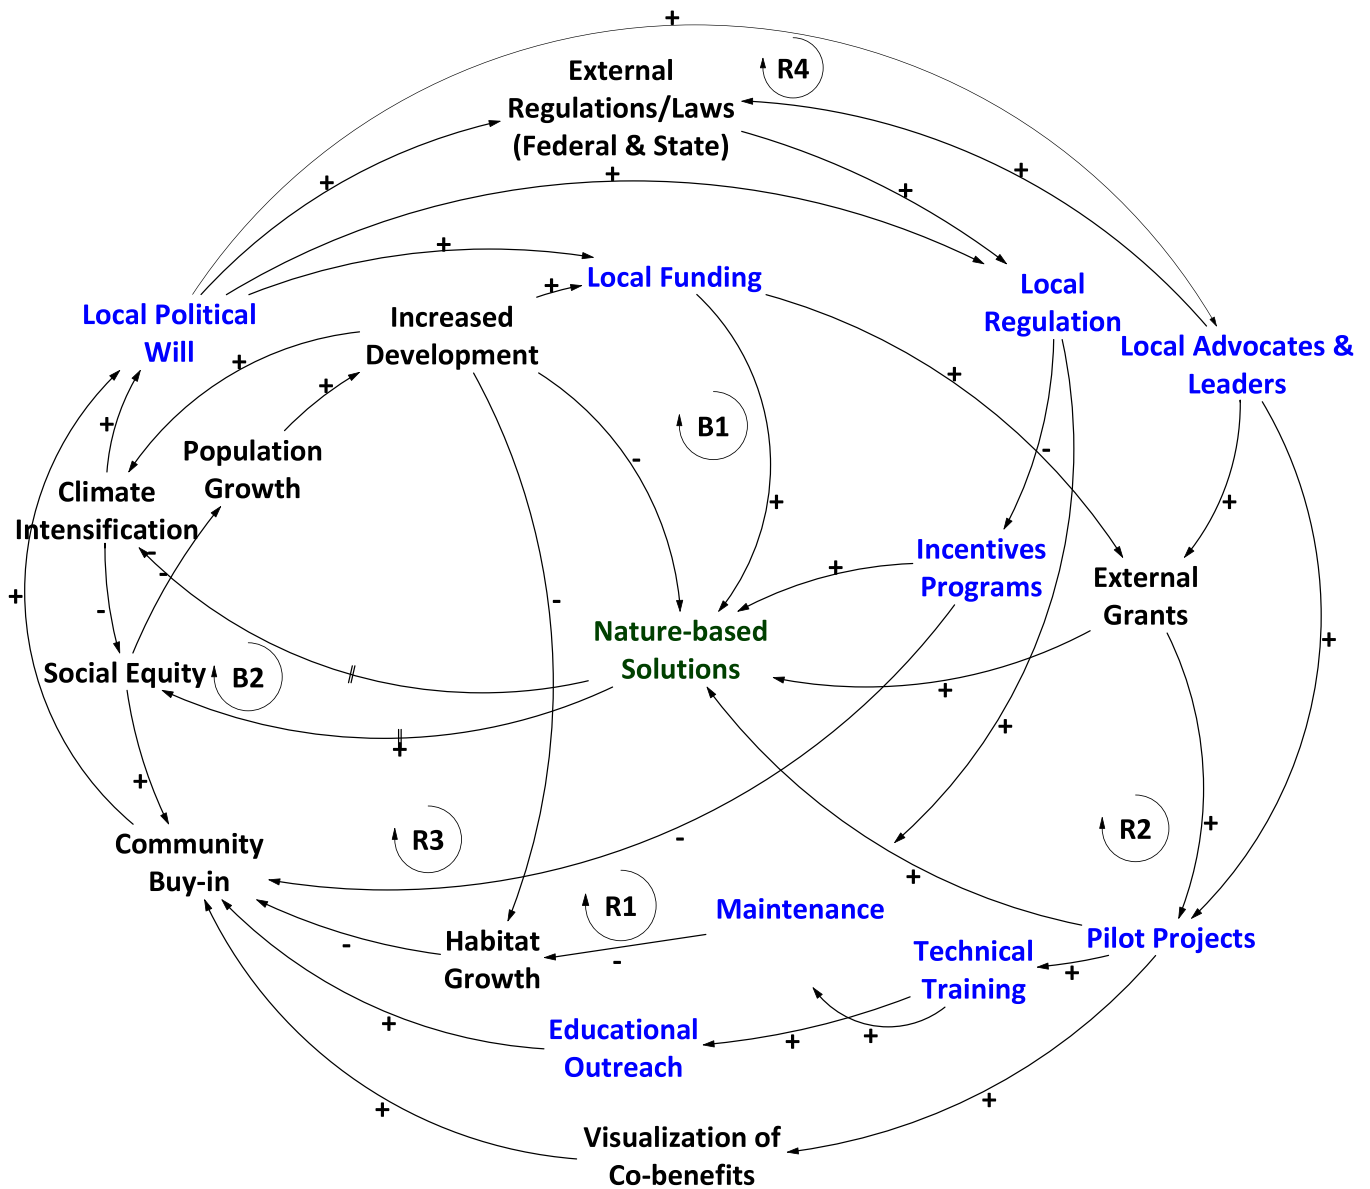 +
R4
External
Regulations/Laws
(Federal & State)
+
+
+
+
+
Local Funding
+
Local
Regulation
Local Political
Will
Increased
Development
Local Advocates &
Leaders
+
+
+
+
B1
-
-
Population
Growth
Climate
Intensification
+
+
Incentives
Programs
+
External
Grants
-
-
-
-
+
Nature-based
Solutions
+
Social Equity
B2
+
+
+
+
Community
Buy-in
R3
-
R2
+
+
R1
Maintenance
Pilot Projects
-
Habitat
Growth
-
Technical
Training
+
Educational
Outreach
+
+
+
+
+
Visualization of
Co-benefits